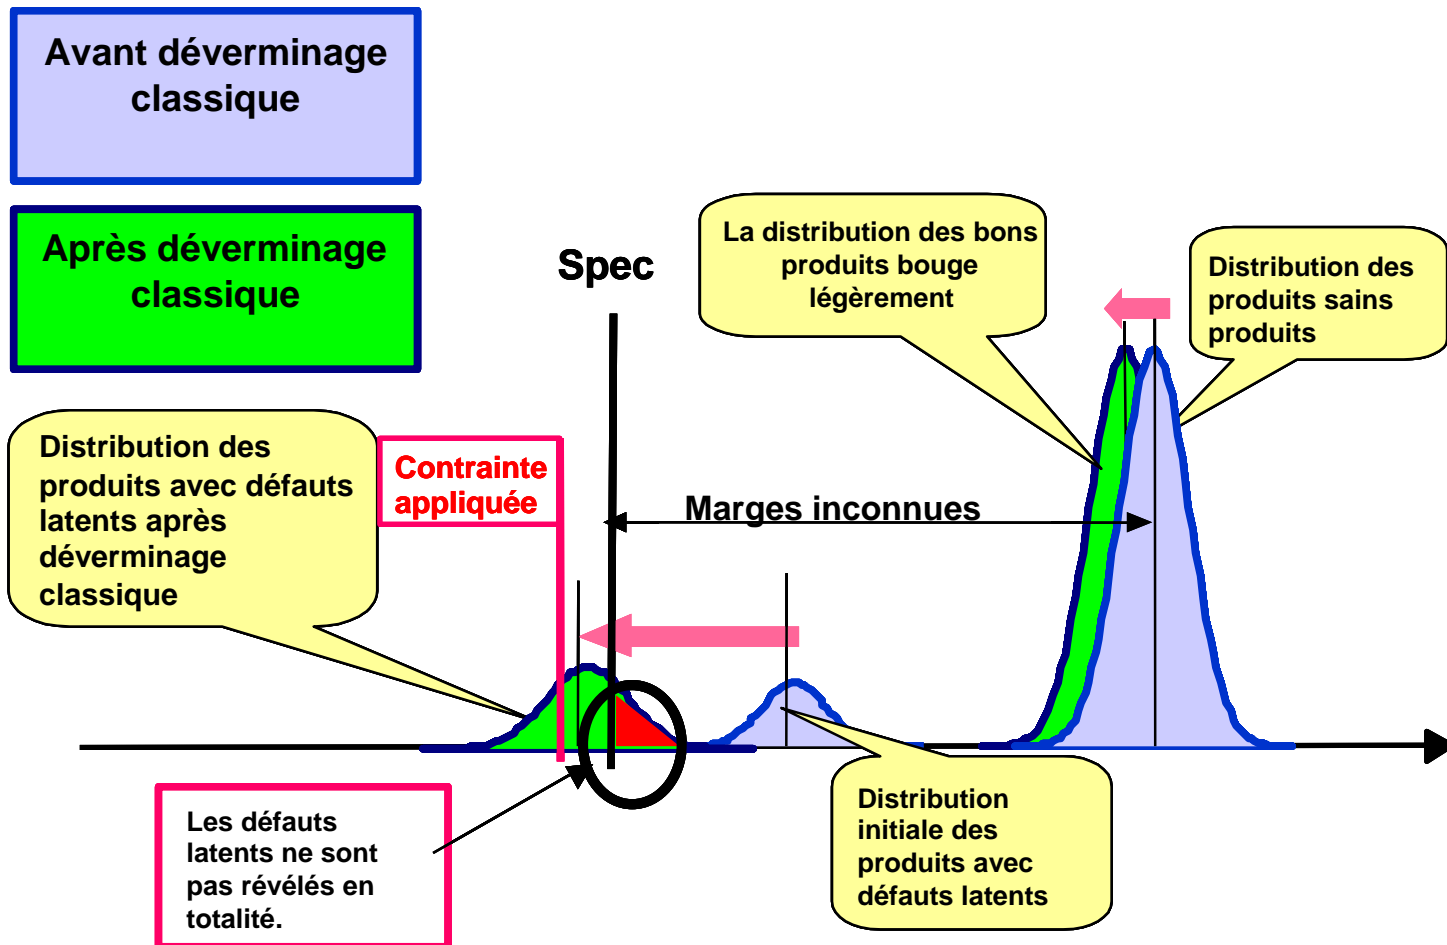 Avant déverminage
classique
Après déverminage
classique
Spec
La distribution des bons
produits bouge
légèrement
Distribution des
produits sains
produits
Distribution des
produits avec défauts
latents après
déverminage
classique
Contrainte
appliquée
Marges inconnues
Les défauts
latents ne sont
pas révélés en
totalité.
Distribution
initiale des
produits avec
défauts latents